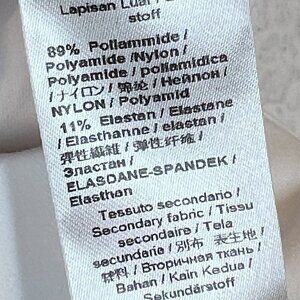 Lapisan Luar /
stoff
89% Poliammide /
Polyamide /Nylon /
Polyamide / poliamidica
/ ナイロン / 锦纶 / Нейлон /
NYLON / Polyamid
11% Elastan / Elastane
/ Elasthanne / elastan /
彈性纖維 / 弹性纤维 /
Эластан /
ELASDANE-SPANDEK /
Elasthan
Tessuto secondario /
Secondary fabric / Tissu
secondaire / Tela
secundaria / 別布 表生地 /
Вторичная ткань /
Bahan / Kain Kedua /
Sekundärstoff